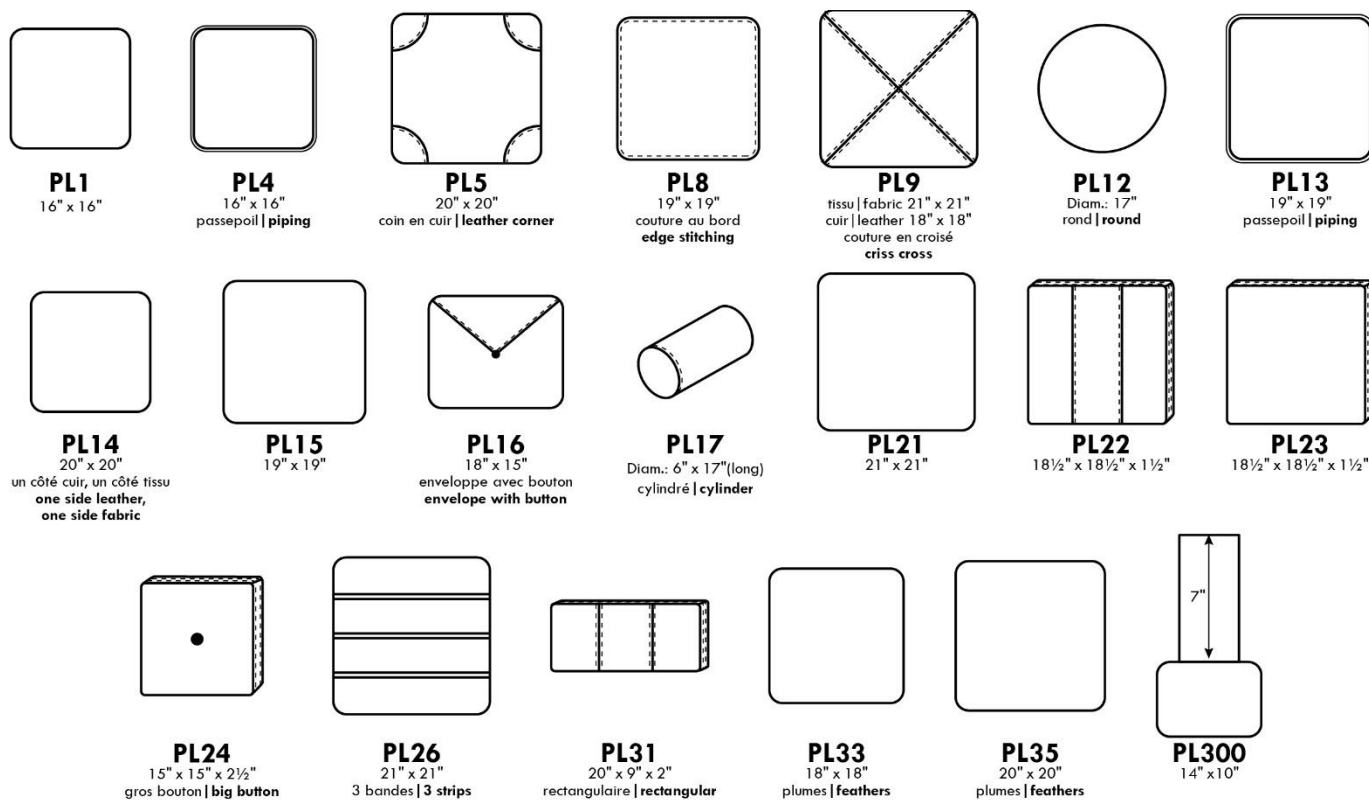 PL1
16" x 16"
PL4
16" x 16"
passepoil | piping
PL5
20" x 20"
coin en cuir | leather corner
PL8
19" x 19"
couture au bord
edge stitching
PL9
tissu | fabric 21" x 21"
cuir | leather 18" x 18"
couture en croisé
criss cross
PL12
Diam.: 17"
rond | round
PL13
19" x 19"
passepoil | piping
PL14
20" x 20"
un côté cuir, un côté tissu
one side leather,
one side fabric
PL15
19" x 19"
PL16
18" x 15"
enveloppe avec bouton
envelope with button
PL17
Diam.: 6" x 17"(long)
cylindré | cylinder
PL21
21" x 21"
PL22
18½" x 18½" x 1½"
PL23
18½" x 18½" x 1½"
PL24
15" x 15" x 2½"
gros bouton | big button
PL26
21" x 21"
3 bandes | 3 strips
PL31
20" x 9" x 2"
rectangulaire | rectangular
PL33
18" x 18"
plumes | feathers
PL35
20" x 20"
plumes | feathers
7"
PL300
14" x10"